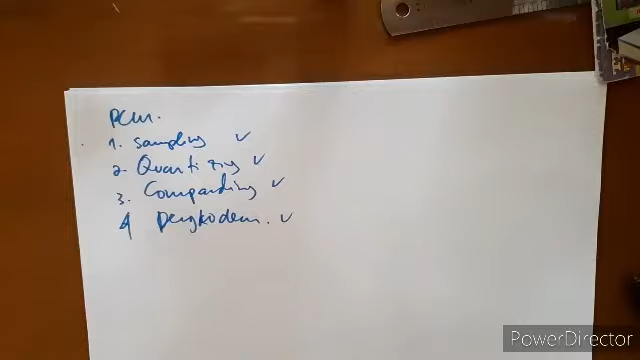 PCM.
1. Sampling ✓
2. Quantizing ✓
3. Companding ✓
4 Pengkodean. ✓
PowerDirector